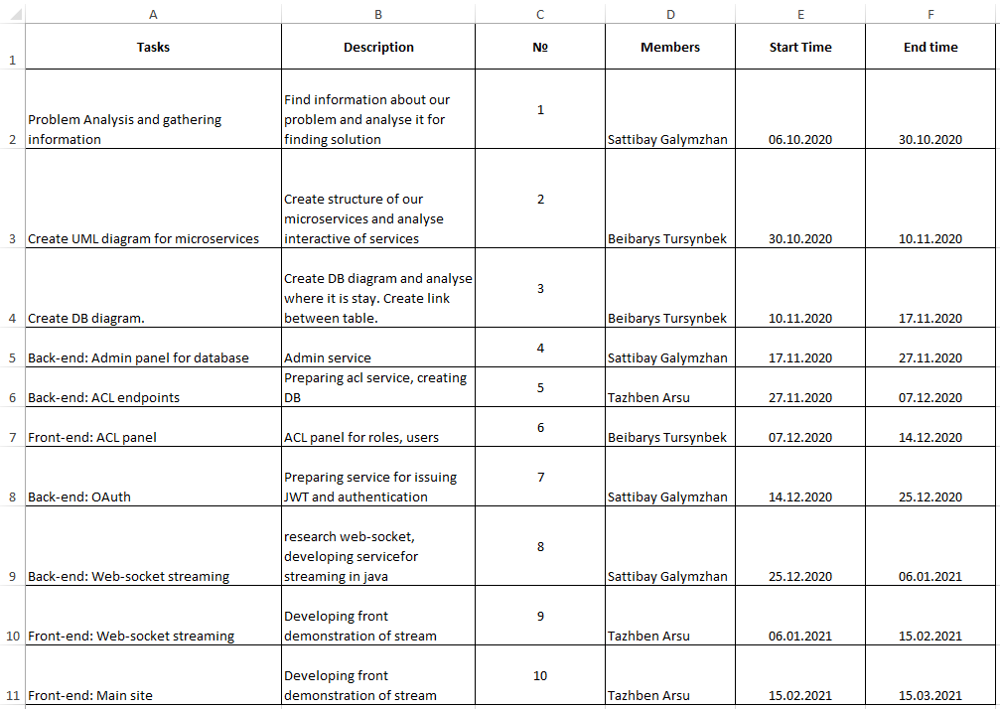 A B C D E F
1 Tasks Description № Members Start Time End time
2 Problem Analysis and gathering information Find information about our problem and analyse it for finding solution 1 Sattibay Galymzhan 06.10.2020 30.10.2020
3 Create UML diagram for microservices Create structure of our microservices and analyse interactive of services 2 Beibarys Tursynbek 30.10.2020 10.11.2020
4 Create DB diagram. Create DB diagram and analyse where it is stay. Create link between table. 3 Beibarys Tursynbek 10.11.2020 17.11.2020
5 Back-end: Admin panel for database Admin service 4 Sattibay Galymzhan 17.11.2020 27.11.2020
6 Back-end: ACL endpoints Preparing acl service, creating DB 5 Tazhben Arsu 27.11.2020 07.12.2020
7 Front-end: ACL panel ACL panel for roles, users 6 Beibarys Tursynbek 07.12.2020 14.12.2020
8 Back-end: OAuth Preparing service for issuing JWT and authentication 7 Sattibay Galymzhan 14.12.2020 25.12.2020
9 Back-end: Web-socket streaming research web-socket, developing servicefor streaming in java 8 Sattibay Galymzhan 25.12.2020 06.01.2021
10 Front-end: Web-socket streaming Developing front demonstration of stream 9 Tazhben Arsu 06.01.2021 15.02.2021
11 Front-end: Main site Developing front demonstration of stream 10 Tazhben Arsu 15.02.2021 15.03.2021